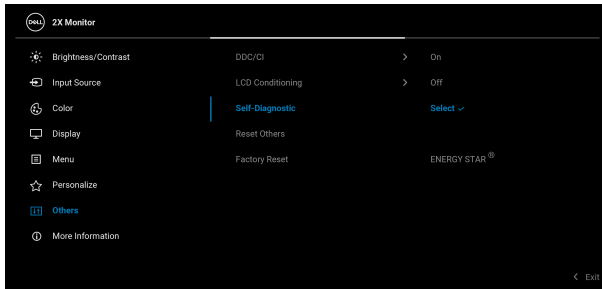 DELL 2X Monitor
Brightness/Contrast DDC/CI On
Input Source LCD Conditioning Off
Color Self-Diagnostic Select
Display Reset Others
Menu Factory Reset ENERGY STAR®
Personalize
Others
More Information
Exit